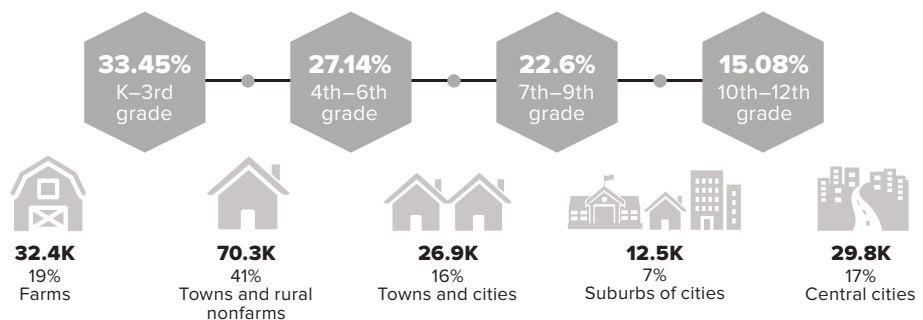 33.45%
K–3rd
grade
27.14%
4th–6th
grade
22.6%
7th–9th
grade
15.08%
10th–12th
grade
32.4K
19%
Farms
70.3K
41%
Towns and rural
nonfarms
26.9K
16%
Towns and cities
12.5K
7%
Suburbs of cities
29.8K
17%
Central cities